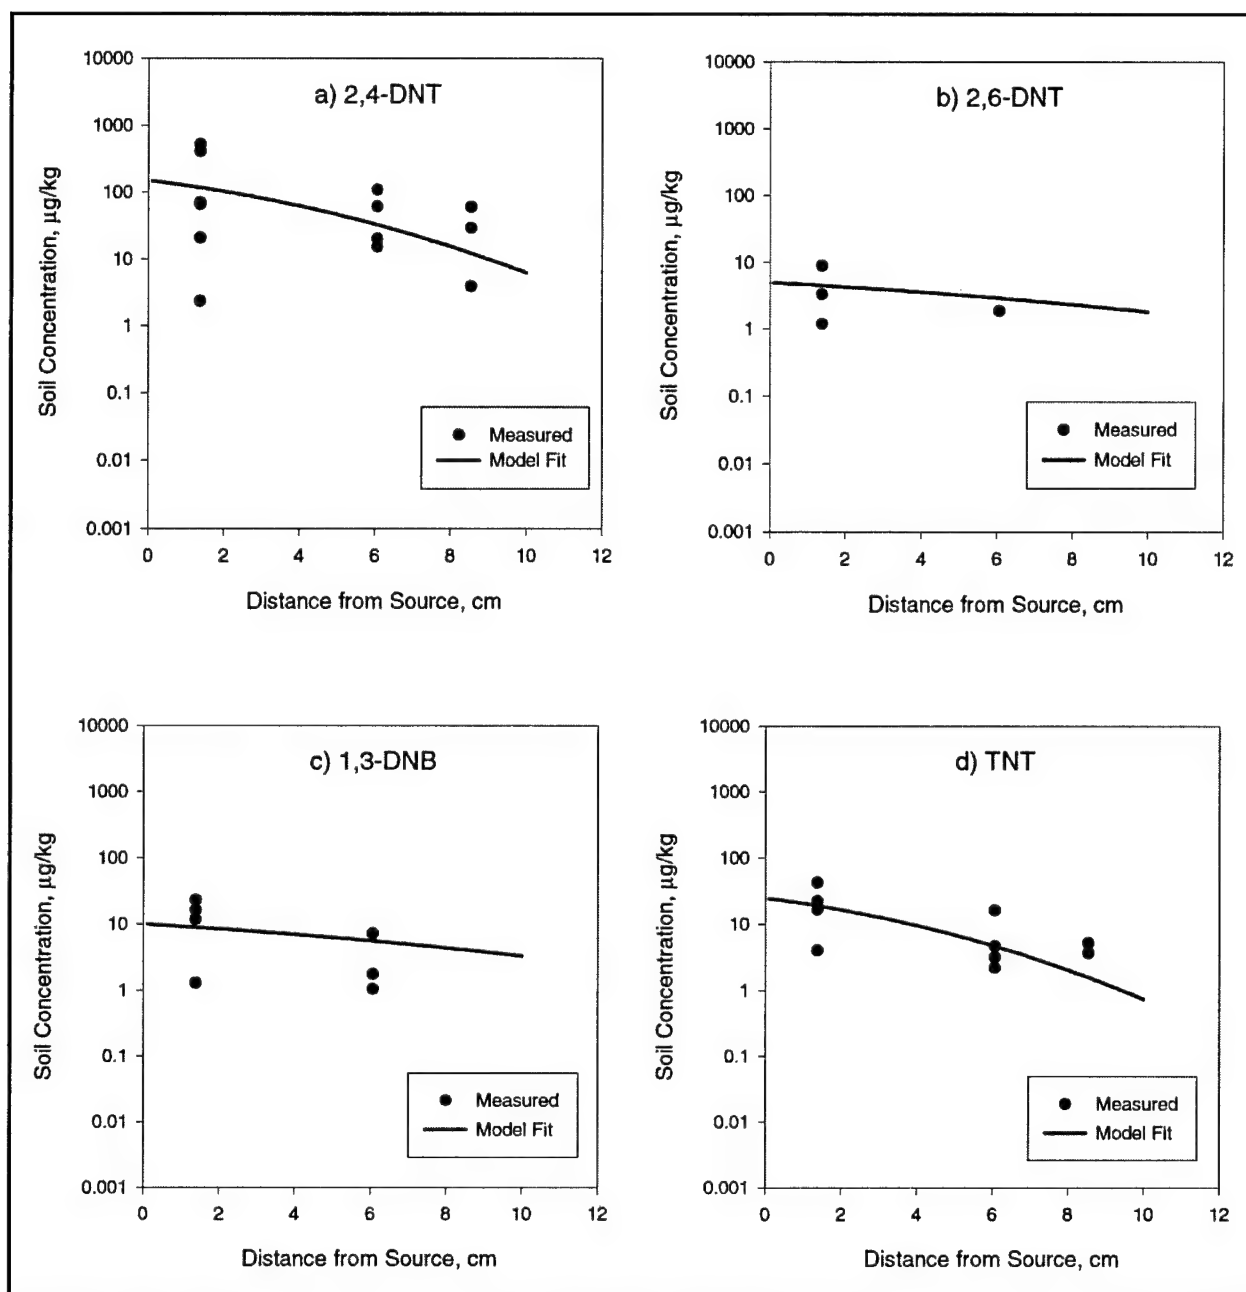 a) 2,4-DNT
10000
1000
100
10
1
0.1
0.01
0.001
Soil Concentration, µg/kg
Measured
Model Fit
0 2 4 6 8 10 12
Distance from Source, cm
b) 2,6-DNT
10000
1000
100
10
1
0.1
0.01
0.001
Soil Concentration, µg/kg
Measured
Model Fit
0 2 4 6 8 10 12
Distance from Source, cm
c) 1,3-DNB
10000
1000
100
10
1
0.1
0.01
0.001
Soil Concentration, µg/kg
Measured
Model Fit
0 2 4 6 8 10 12
Distance from Source, cm
d) TNT
10000
1000
100
10
1
0.1
0.01
0.001
Soil Concentration, µg/kg
Measured
Model Fit
0 2 4 6 8 10 12
Distance from Source, cm